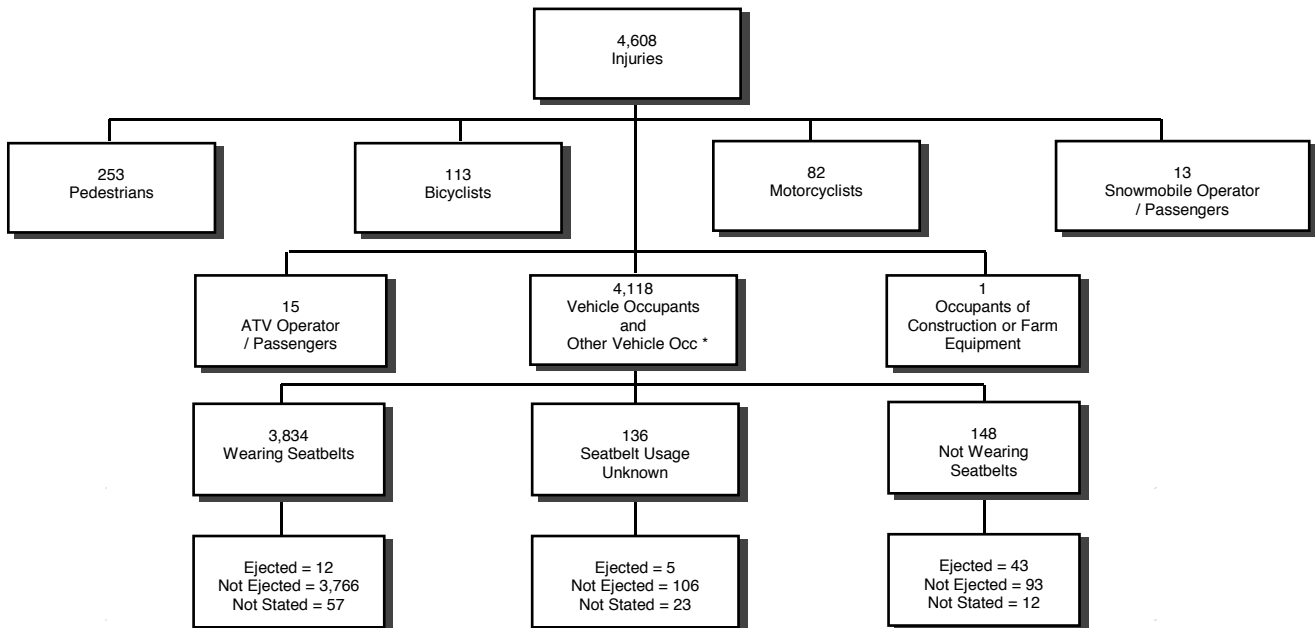 4,608
Injuries
253
Pedestrians
113
Bicyclists
82
Motorcyclists
13
Snowmobile Operator
/ Passengers
15
ATV Operator
/ Passengers
4,118
Vehicle Occupants
and
Other Vehicle Occ *
1
Occupants of
Construction or Farm
Equipment
3,834
Wearing Seatbelts
136
Seatbelt Usage
Unknown
148
Not Wearing
Seatbelts
Ejected = 12
Not Ejected = 3,766
Not Stated = 57
Ejected = 5
Not Ejected = 106
Not Stated = 23
Ejected = 43
Not Ejected = 93
Not Stated = 12